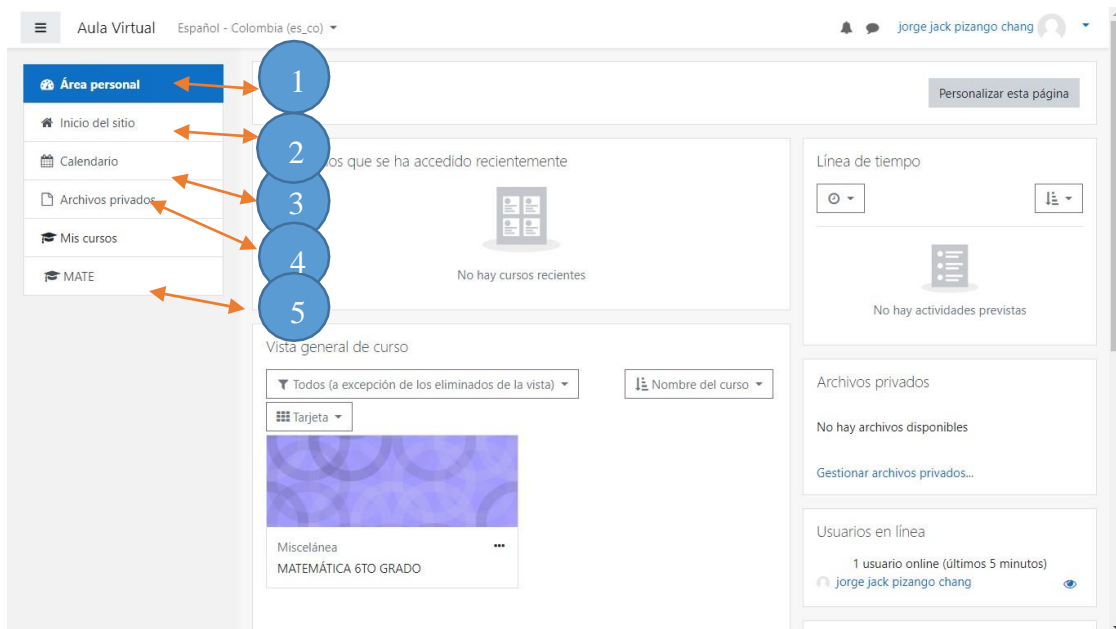 Aula Virtual Español - Colombia (es_co)
jorge jack pizango chang
Área personal
Inicio del sitio
Calendario
Archivos privados
Mis cursos
MATE
1
2
3
4
5
Personalizar esta página
os que se ha accedido recientemente
No hay cursos recientes
Vista general de curso
Todos (a excepción de los eliminados de la vista)
Nombre del curso
Tarjeta
Miscelánea
...
MATEMÁTICA 6TO GRADO
Línea de tiempo
No hay actividades previstas
Archivos privados
No hay archivos disponibles
Gestionar archivos privados...
Usuarios en línea
1 usuario online (últimos 5 minutos)
jorge jack pizango chang